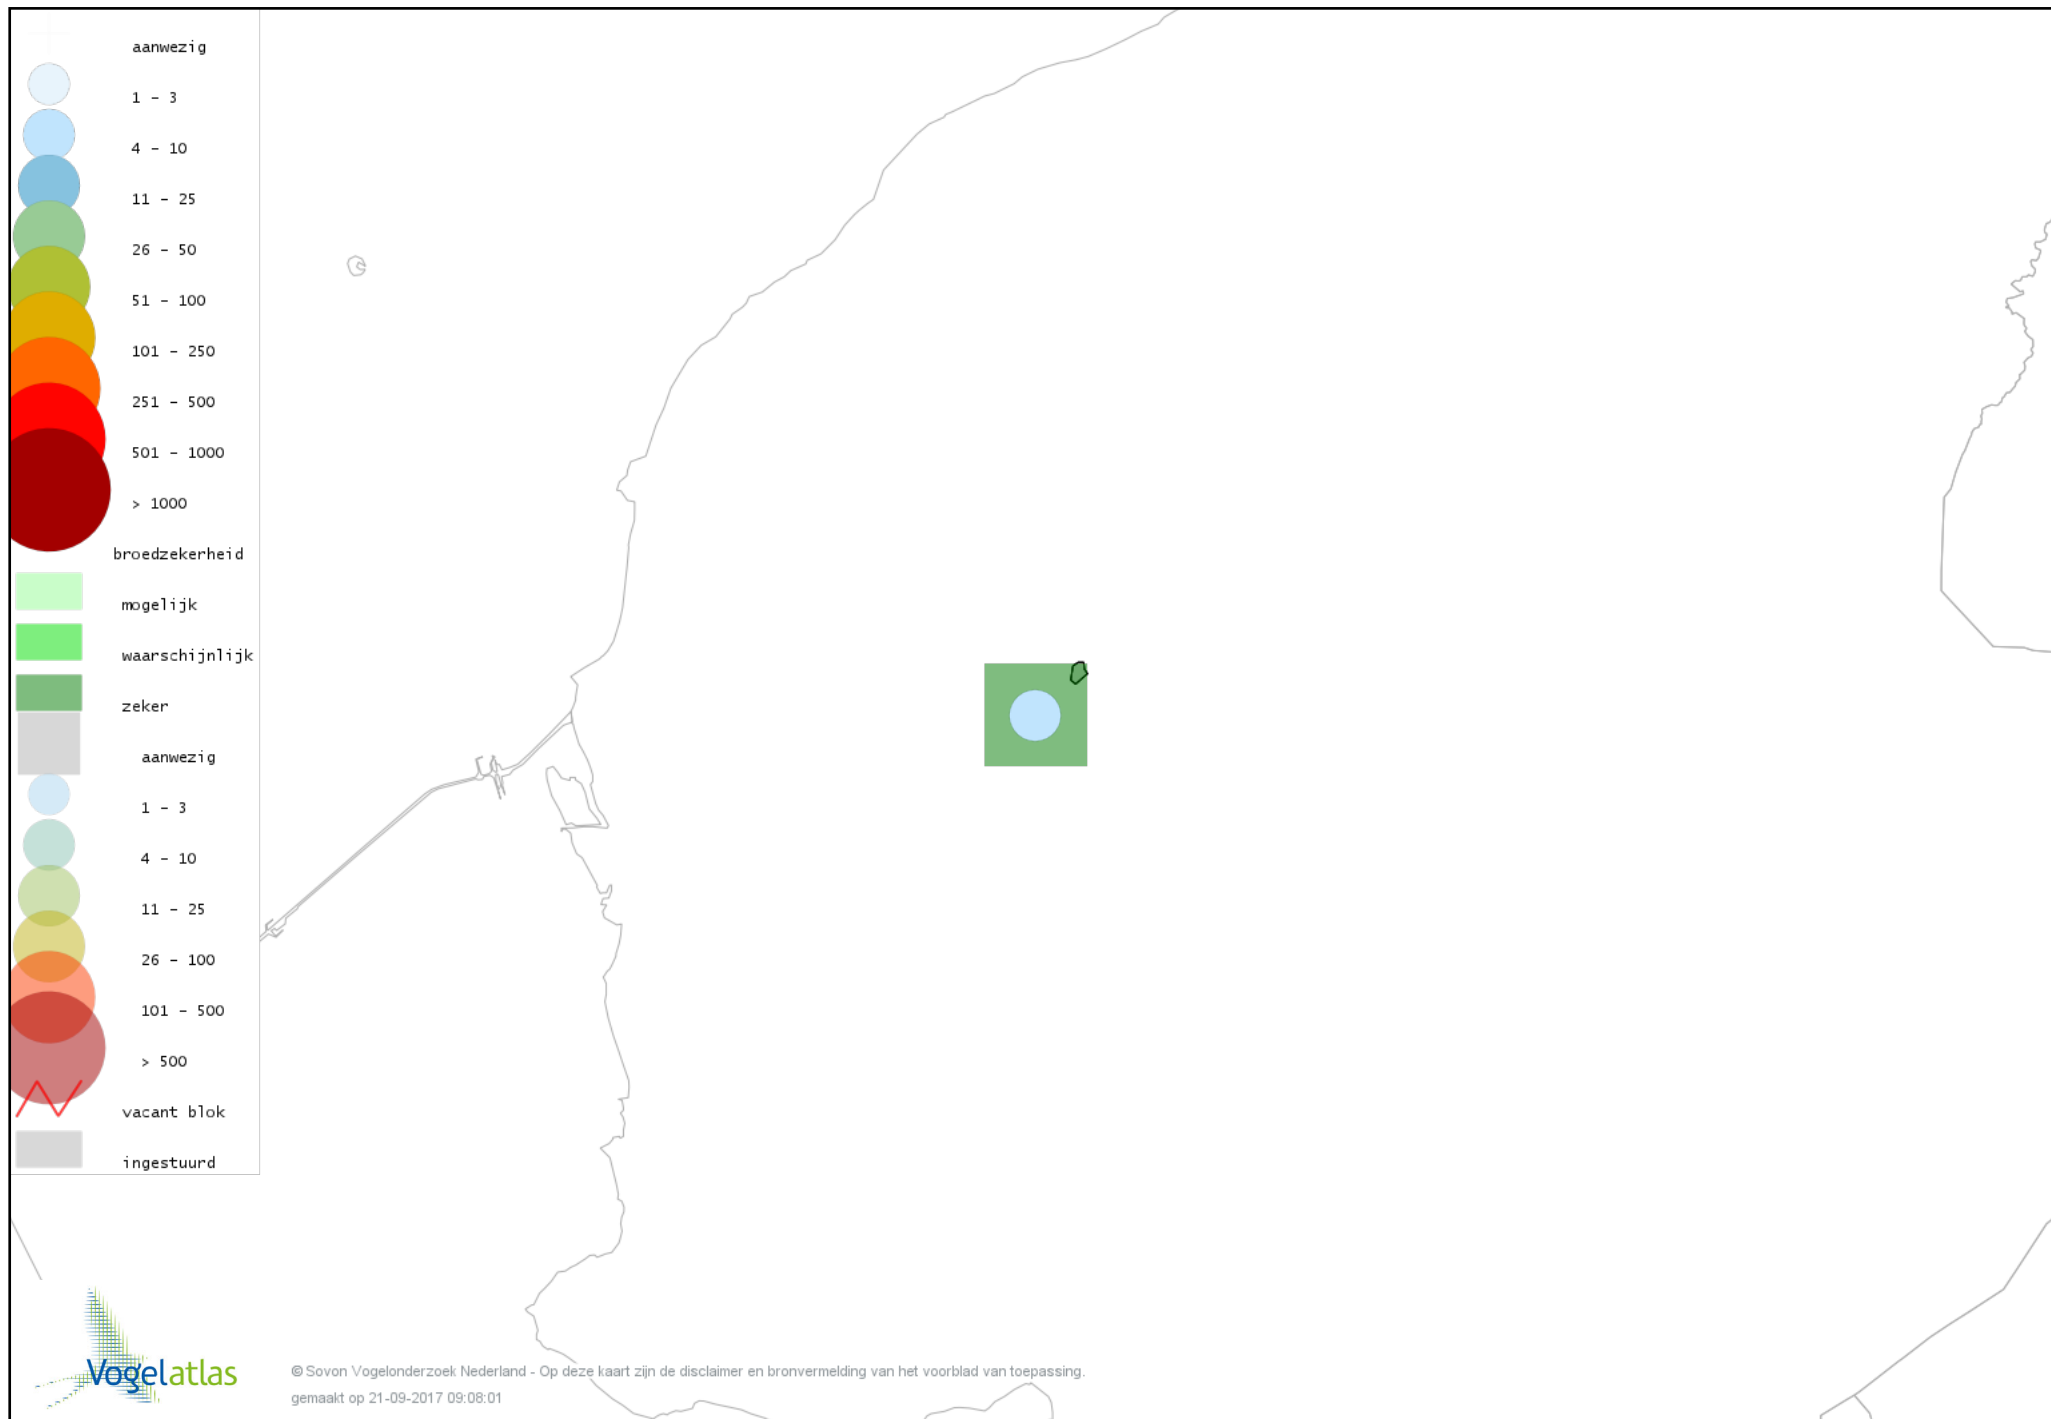 aanwezig
1 - 3
4 - 10
11 - 25
26 - 50
51 - 100
101 - 250
251 - 500
501 - 1000
> 1000
broedzekerheid
mogelijk
waarschijnlijk
zeker
aanwezig
1 - 3
4 - 10
11 - 25
26 - 100
101 - 500
> 500
vacant blok
ingestuurd
Vogelatlas
© Sovon Vogelonderzoek Nederland - Op deze kaart zijn de disclaimer en bronvermelding van het voorblad van toepassing.
gemaakt op 21-09-2017 09:08:01